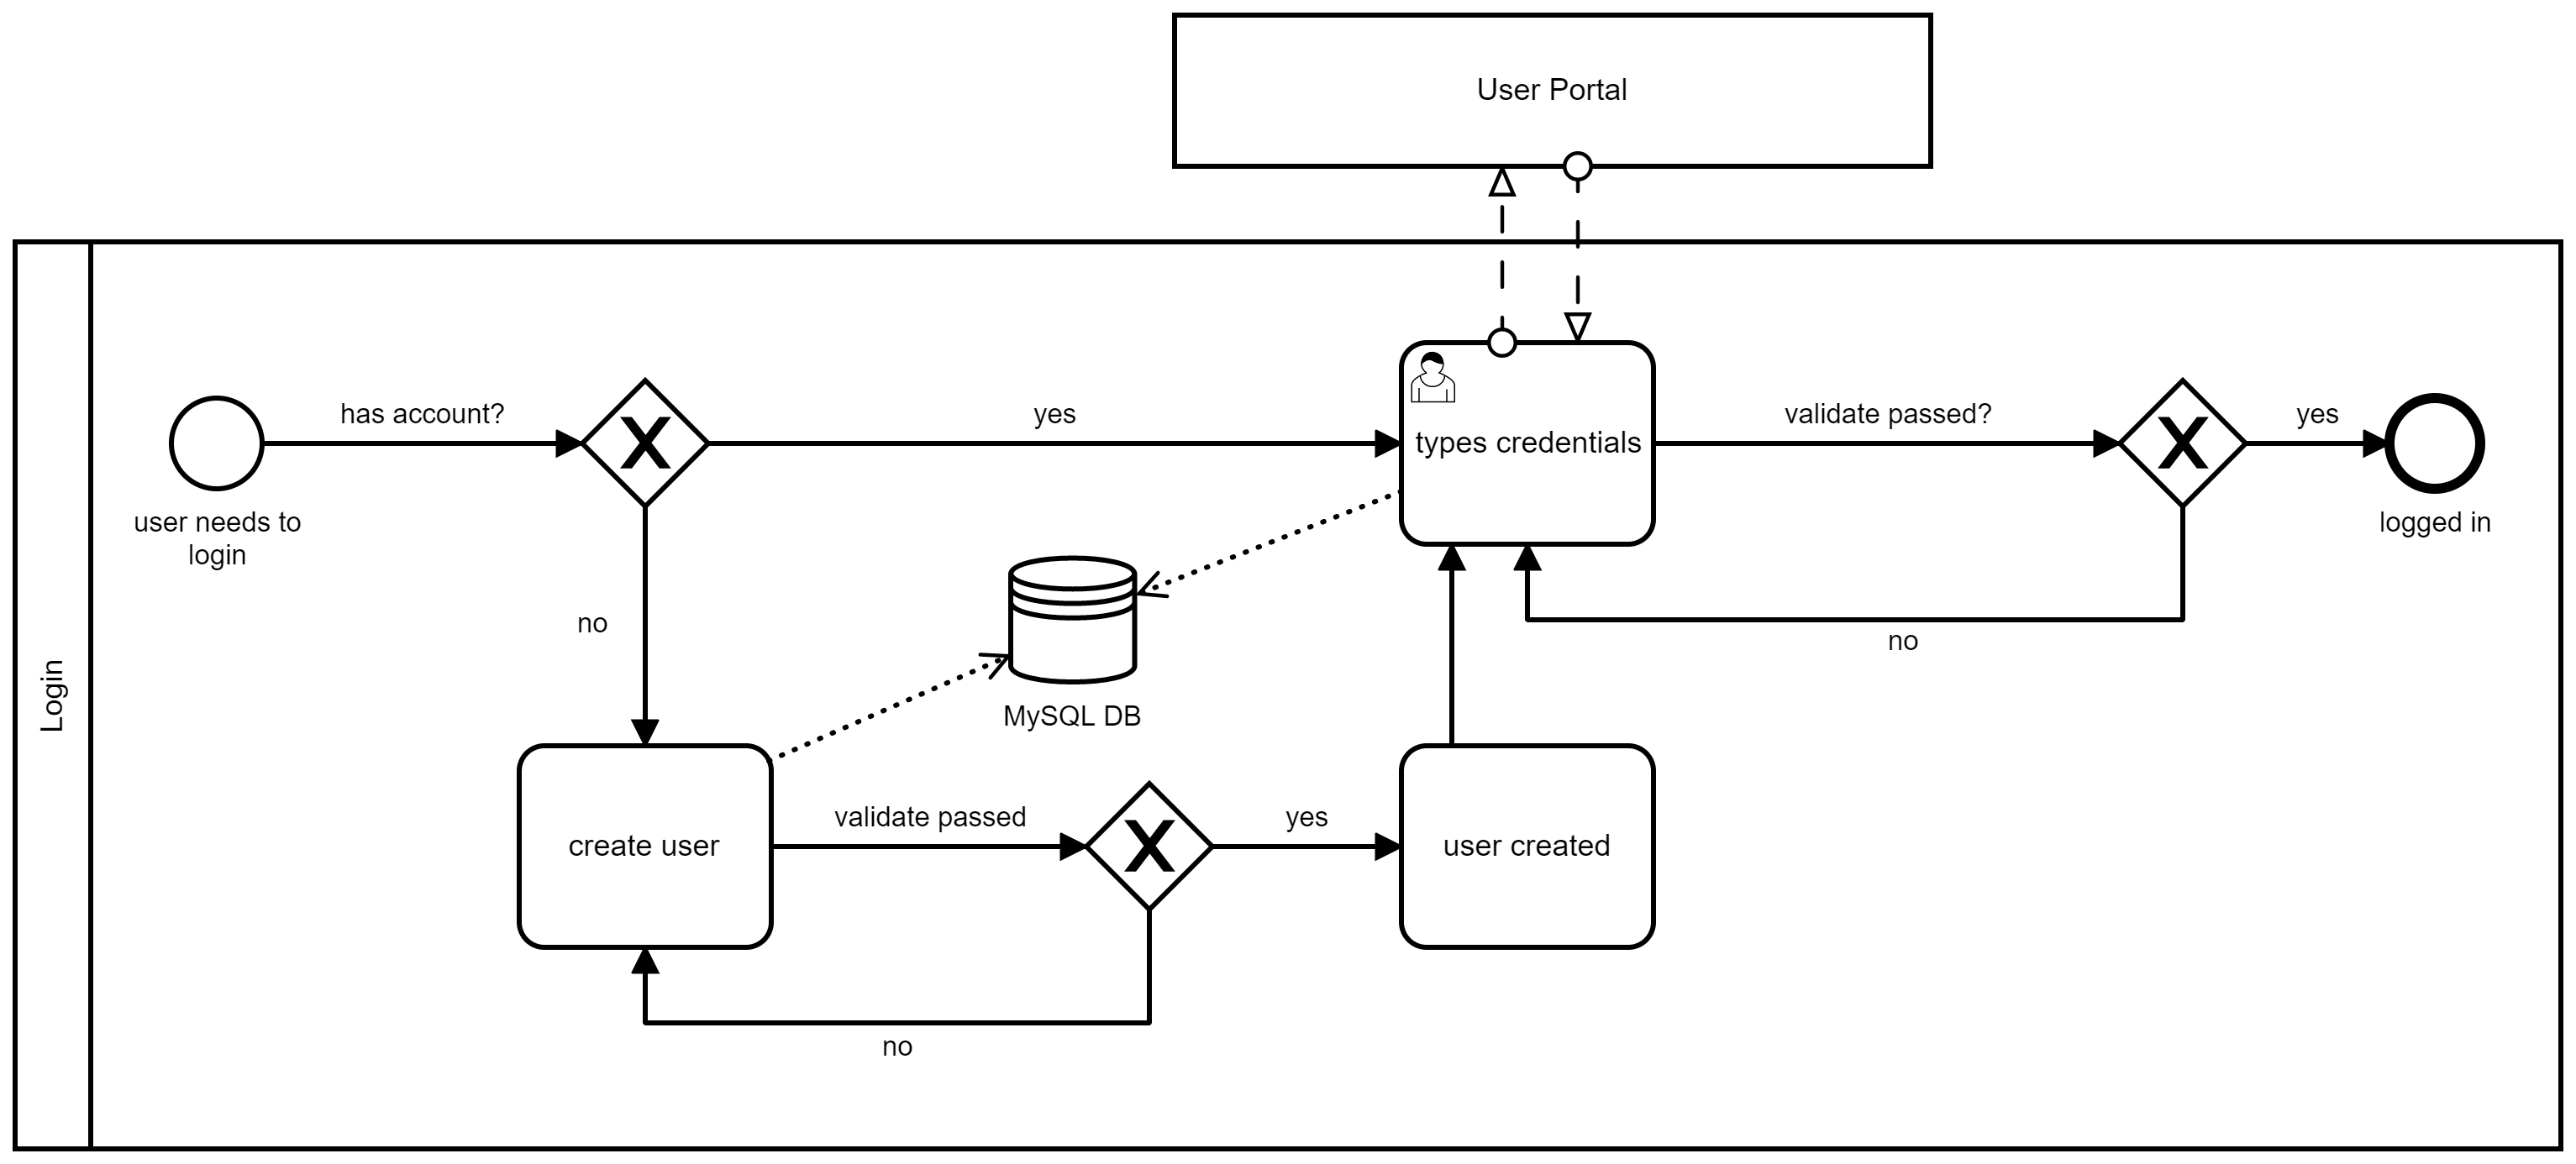 User Portal
Login
user needs to
login
has account?
yes
no
types credentials
validate passed?
yes
logged in
no
MySQL DB
create user
validate passed
yes
user created
no
X
X
X